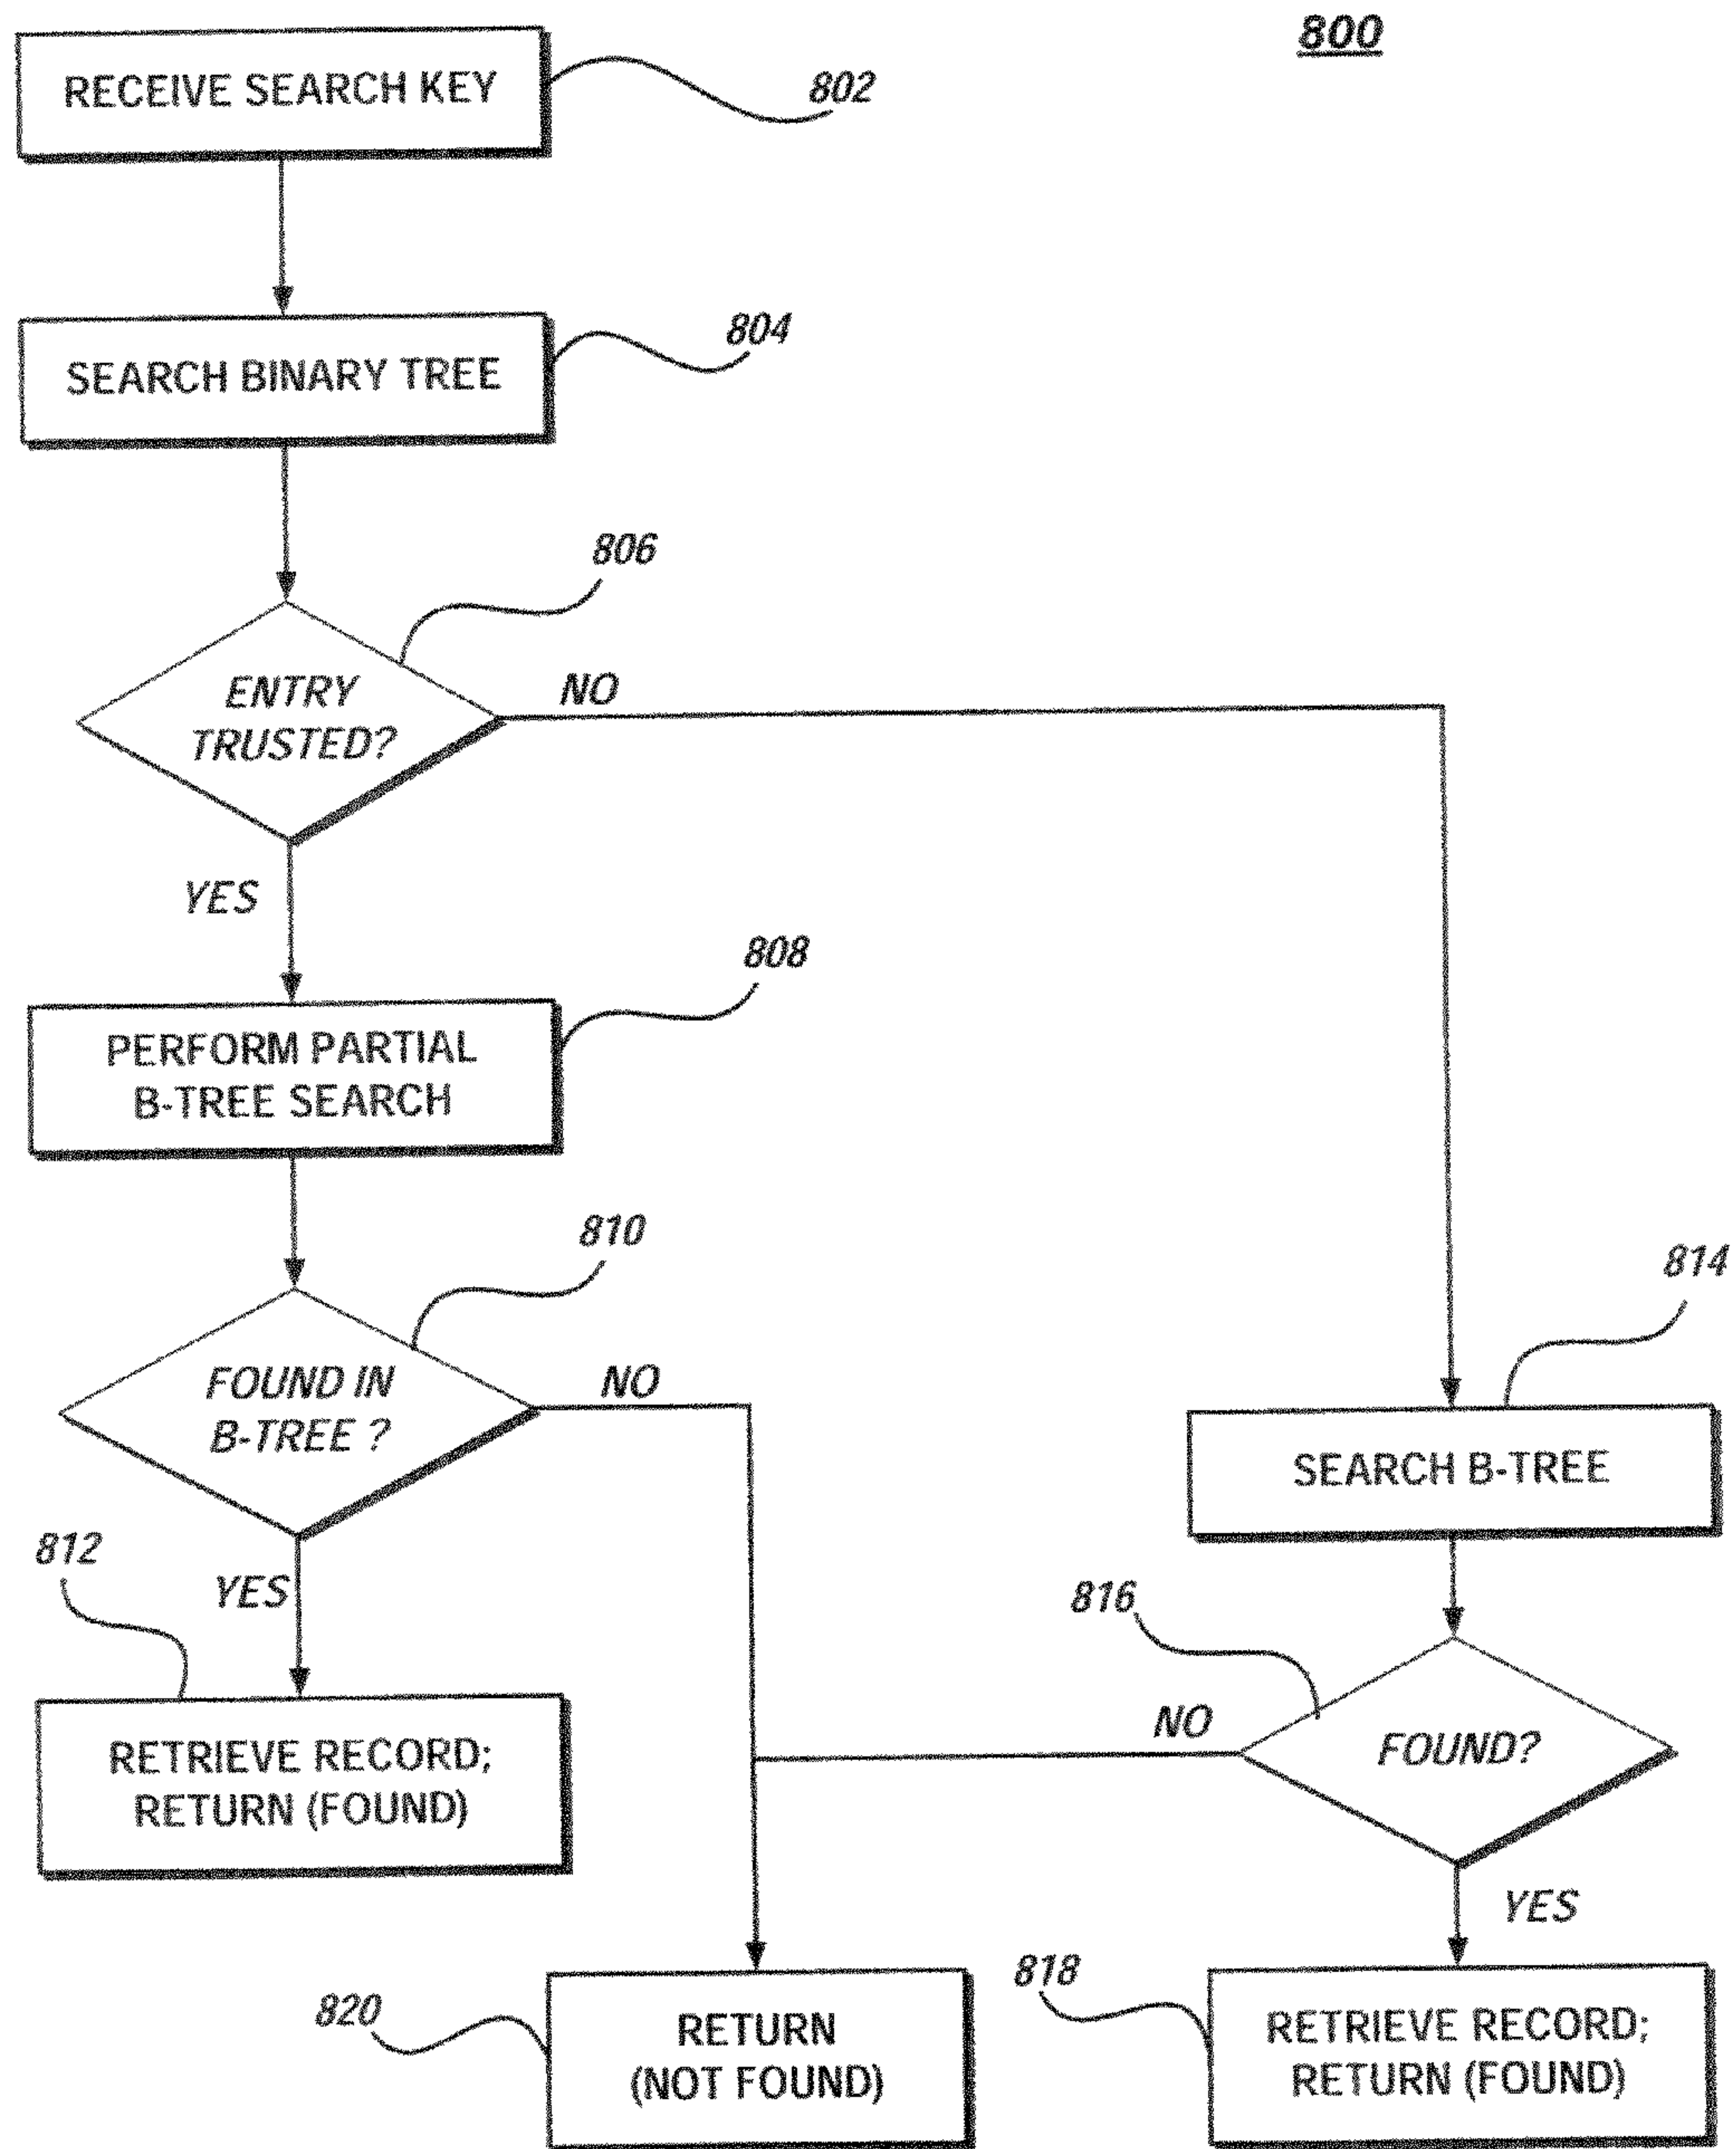 800
RECEIVE SEARCH KEY
802
SEARCH BINARY TREE
804
806
ENTRY
TRUSTED?
NO
YES
808
PERFORM PARTIAL
B-TREE SEARCH
810
FOUND IN
B-TREE ?
NO
814
SEARCH B-TREE
812
YES
816
RETRIEVE RECORD;
RETURN (FOUND)
NO
FOUND?
YES
820
RETURN
(NOT FOUND)
818
RETRIEVE RECORD;
RETURN (FOUND)